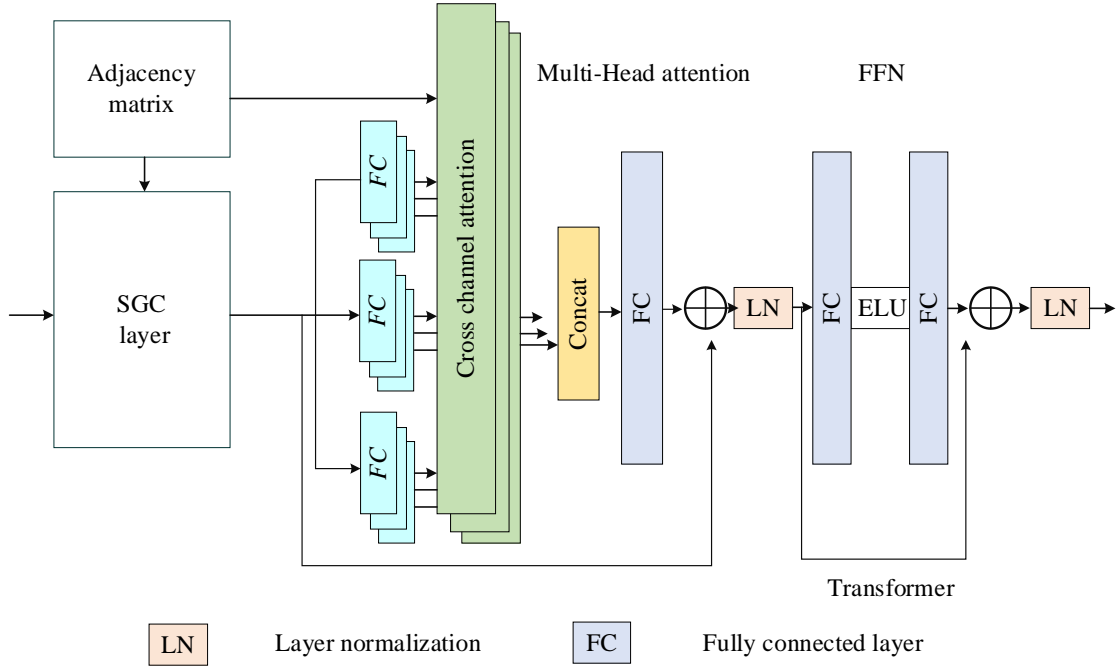 Adjacency
matrix
SGC
layer
FC
FC
FC
Cross channel attention
Multi-Head attention
Concat
FC
LN
FFN
FC
ELU
FC
LN
Transformer
LN
Layer normalization
FC
Fully connected layer